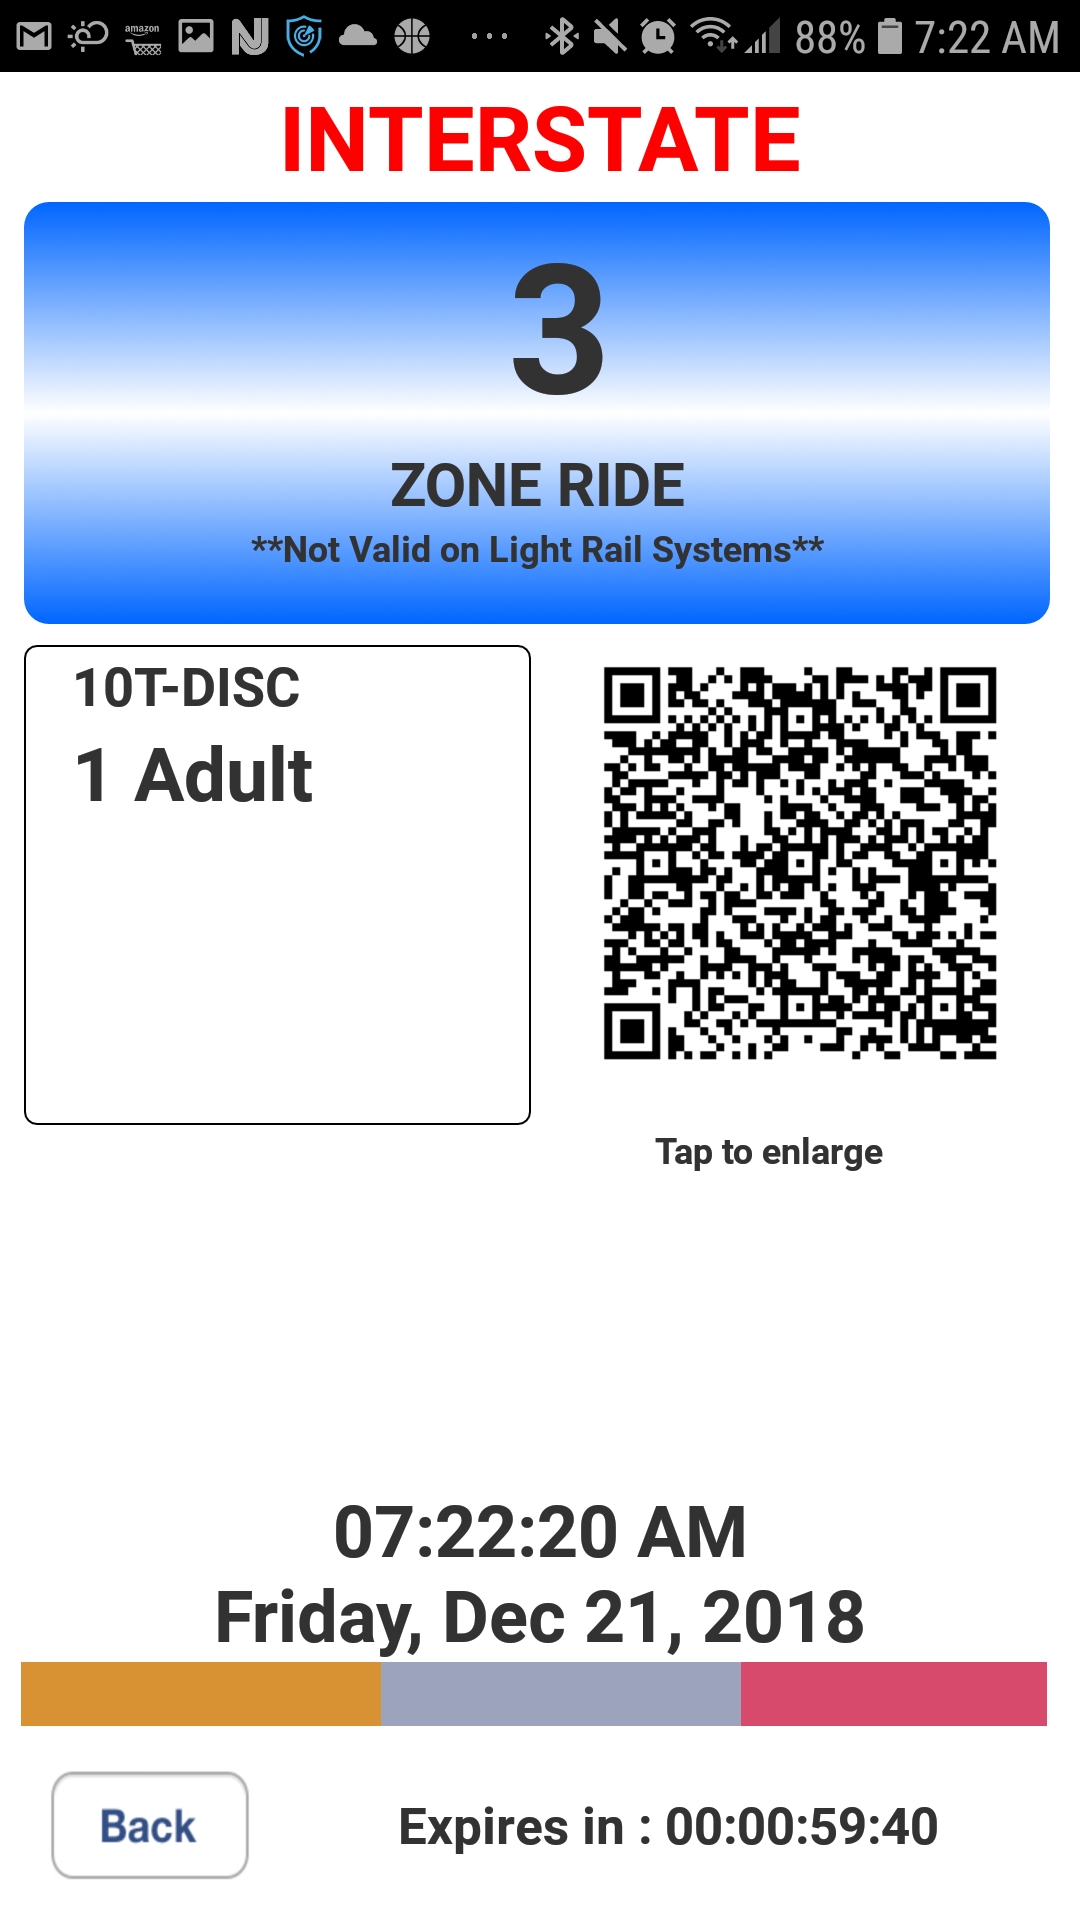 amazon 88% 7:22 AM
INTERSTATE
3
ZONE RIDE
**Not Valid on Light Rail Systems**
10T-DISC
1 Adult
Tap to enlarge
07:22:20 AM
Friday, Dec 21, 2018
Back
Expires in : 00:00:59:40